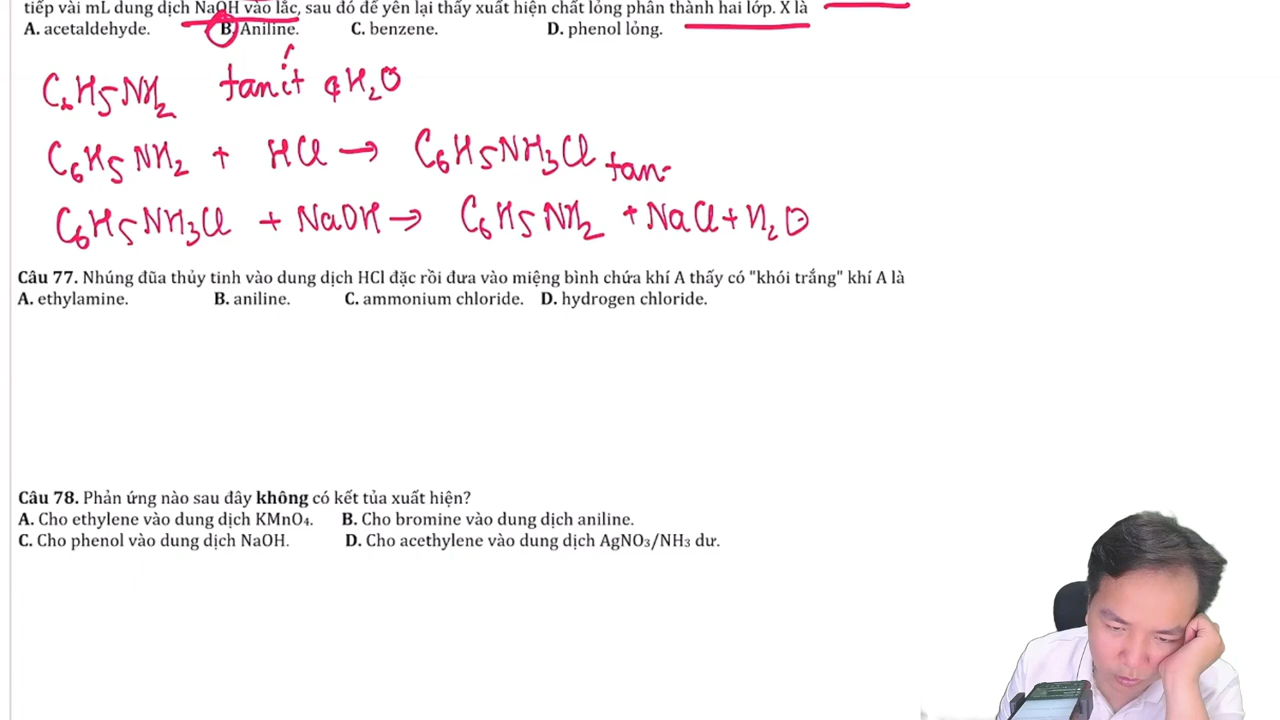 tiếp vài mL dung dịch NaOH vào lắc, sau đó để yên lại thấy xuất hiện chất lỏng phân thành hai lớp. X là
A. acetaldehyde. B. Aniline. C. benzene. D. phenol lỏng.
C6H5NH2 tan ít ở H2O
C6H5NH2 + HCl → C6H5NH3Cl tan
C6H5NH3Cl + NaOH → C6H5NH2 + NaCl + H2O
Câu 77. Nhúng đũa thủy tinh vào dung dịch HCl đặc rồi đưa vào miệng bình chứa khí A thấy có "khói trắng" khí A là
A. ethylamine. B. aniline. C. ammonium chloride. D. hydrogen chloride.
Câu 78. Phản ứng nào sau đây không có kết tủa xuất hiện?
A. Cho ethylene vào dung dịch KMnO₄. B. Cho bromine vào dung dịch aniline.
C. Cho phenol vào dung dịch NaOH. D. Cho acethylene vào dung dịch AgNO₃/NH₃ dư.